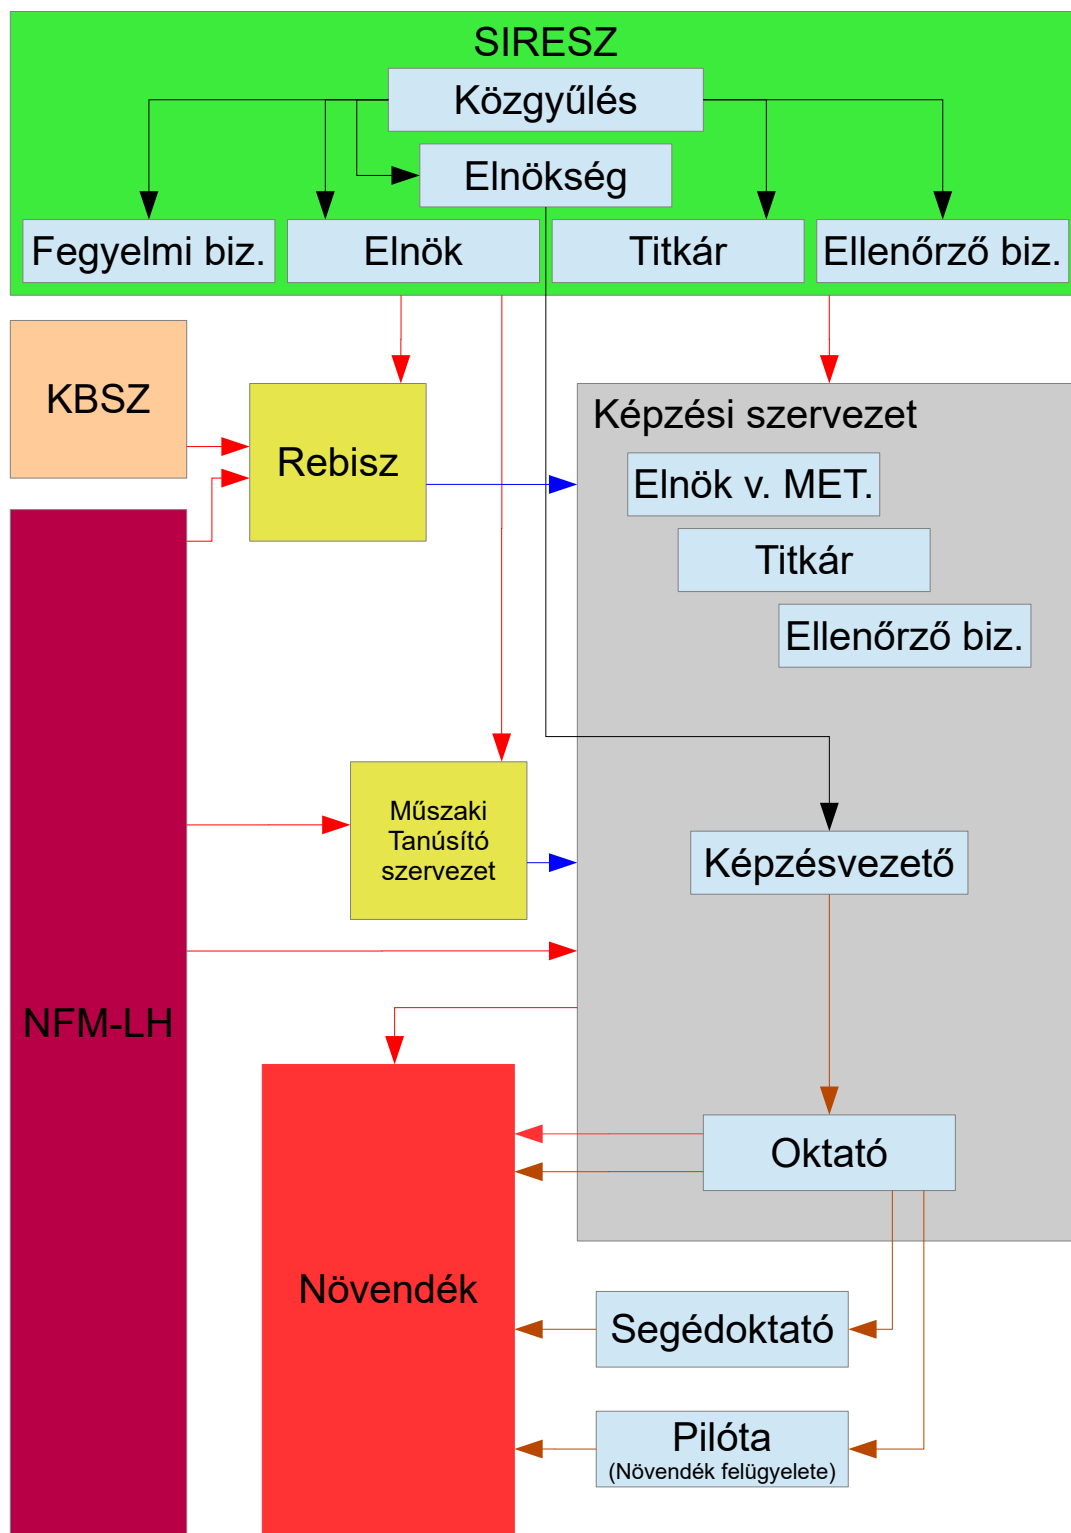 SIRESZ
Közgyűlés
Elnökség
Fegyelmi biz.
Elnök
Titkár
Ellenőrző biz.
KBSZ
Rebisz
Képzési szervezet
Elnök v. MET.
Titkár
Ellenőrző biz.
Műszaki
Tanúsító
szervezet
Képzésvezető
NFM-LH
Oktató
Növendék
Segédoktató
Pilóta
(Növendék felügyelete)